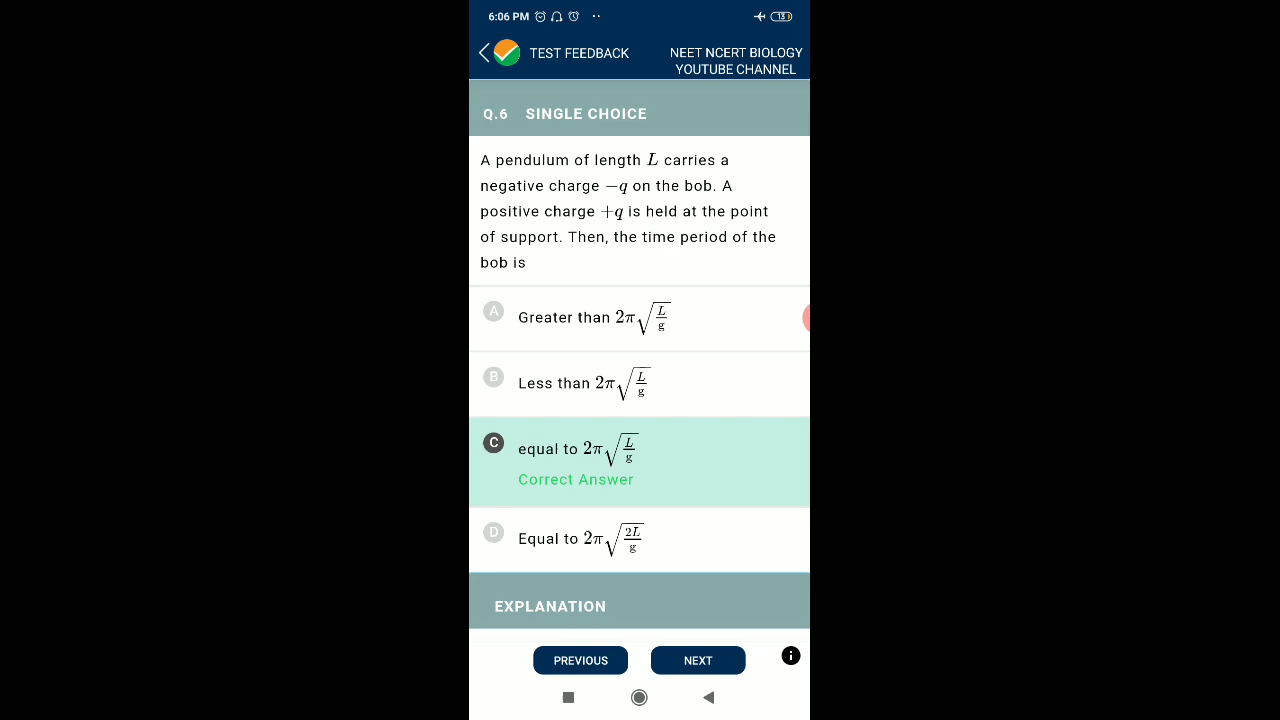 6:06 PM 13
TEST FEEDBACK NEET NCERT BIOLOGY
YOUTUBE CHANNEL
Q.6 SINGLE CHOICE
A pendulum of length L carries a
negative charge −q on the bob. A
positive charge +q is held at the point
of support. Then, the time period of the
bob is
A Greater than 2π√(L/g)
B Less than 2π√(L/g)
C equal to 2π√(L/g)
Correct Answer
D Equal to 2π√(2L/g)
EXPLANATION
PREVIOUS NEXT i